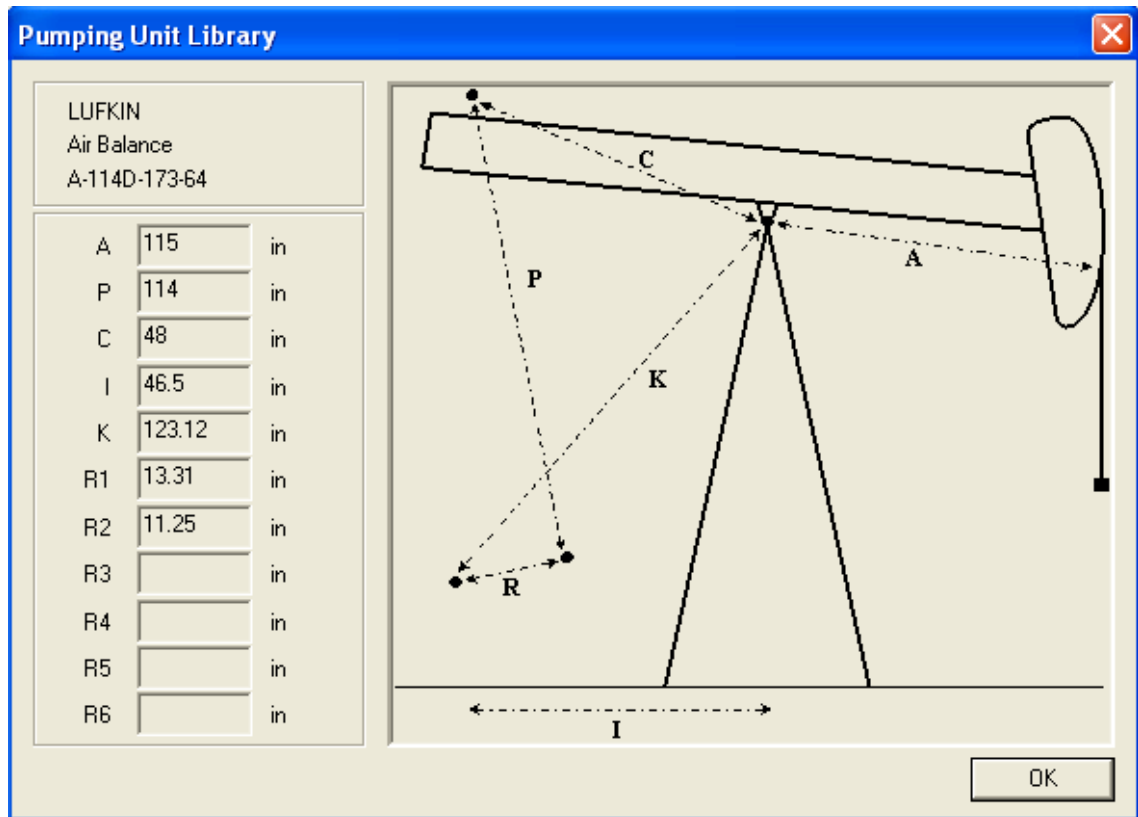 Pumping Unit Library
LUFKIN
Air Balance
A-114D-173-64
A 115 in
P 114 in
C 48 in
I 46.5 in
K 123.12 in
R1 13.31 in
R2 11.25 in
R3 in
R4 in
R5 in
R6 in
C
A
P
K
R
I
OK